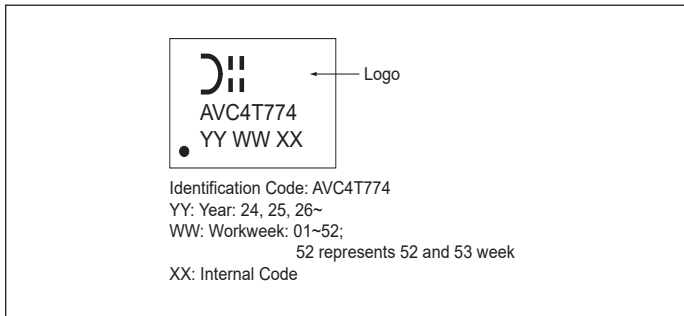 Logo
AVC4T774
YY WW XX
Identification Code: AVC4T774
YY: Year: 24, 25, 26~
WW: Workweek: 01~52;
52 represents 52 and 53 week
XX: Internal Code